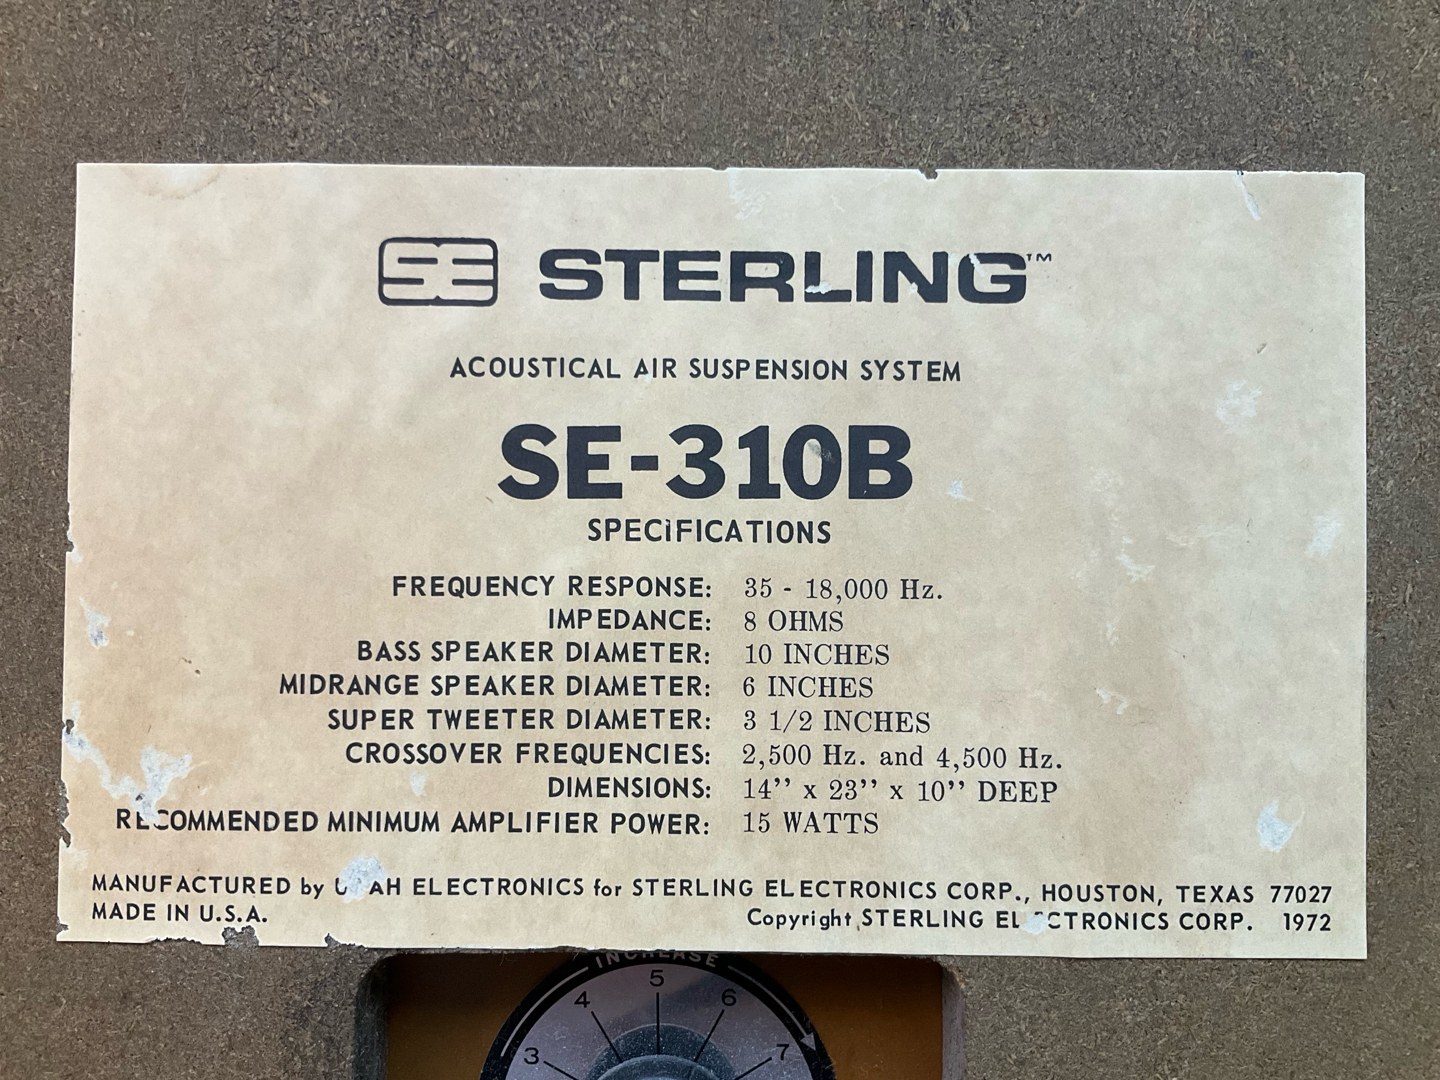 SE STERLING™
ACOUSTICAL AIR SUSPENSION SYSTEM
SE-310B
SPECIFICATIONS
FREQUENCY RESPONSE: 35 - 18,000 Hz.
IMPEDANCE: 8 OHMS
BASS SPEAKER DIAMETER: 10 INCHES
MIDRANGE SPEAKER DIAMETER: 6 INCHES
SUPER TWEETER DIAMETER: 3 1/2 INCHES
CROSSOVER FREQUENCIES: 2,500 Hz. and 4,500 Hz.
DIMENSIONS: 14’’ x 23’’ x 10’’ DEEP
RECOMMENDED MINIMUM AMPLIFIER POWER: 15 WATTS
MANUFACTURED by UTAH ELECTRONICS for STERLING ELECTRONICS CORP., HOUSTON, TEXAS 77027
MADE IN U.S.A. Copyright STERLING ELECTRONICS CORP. 1972
INCREASE
3 4 5 6 7